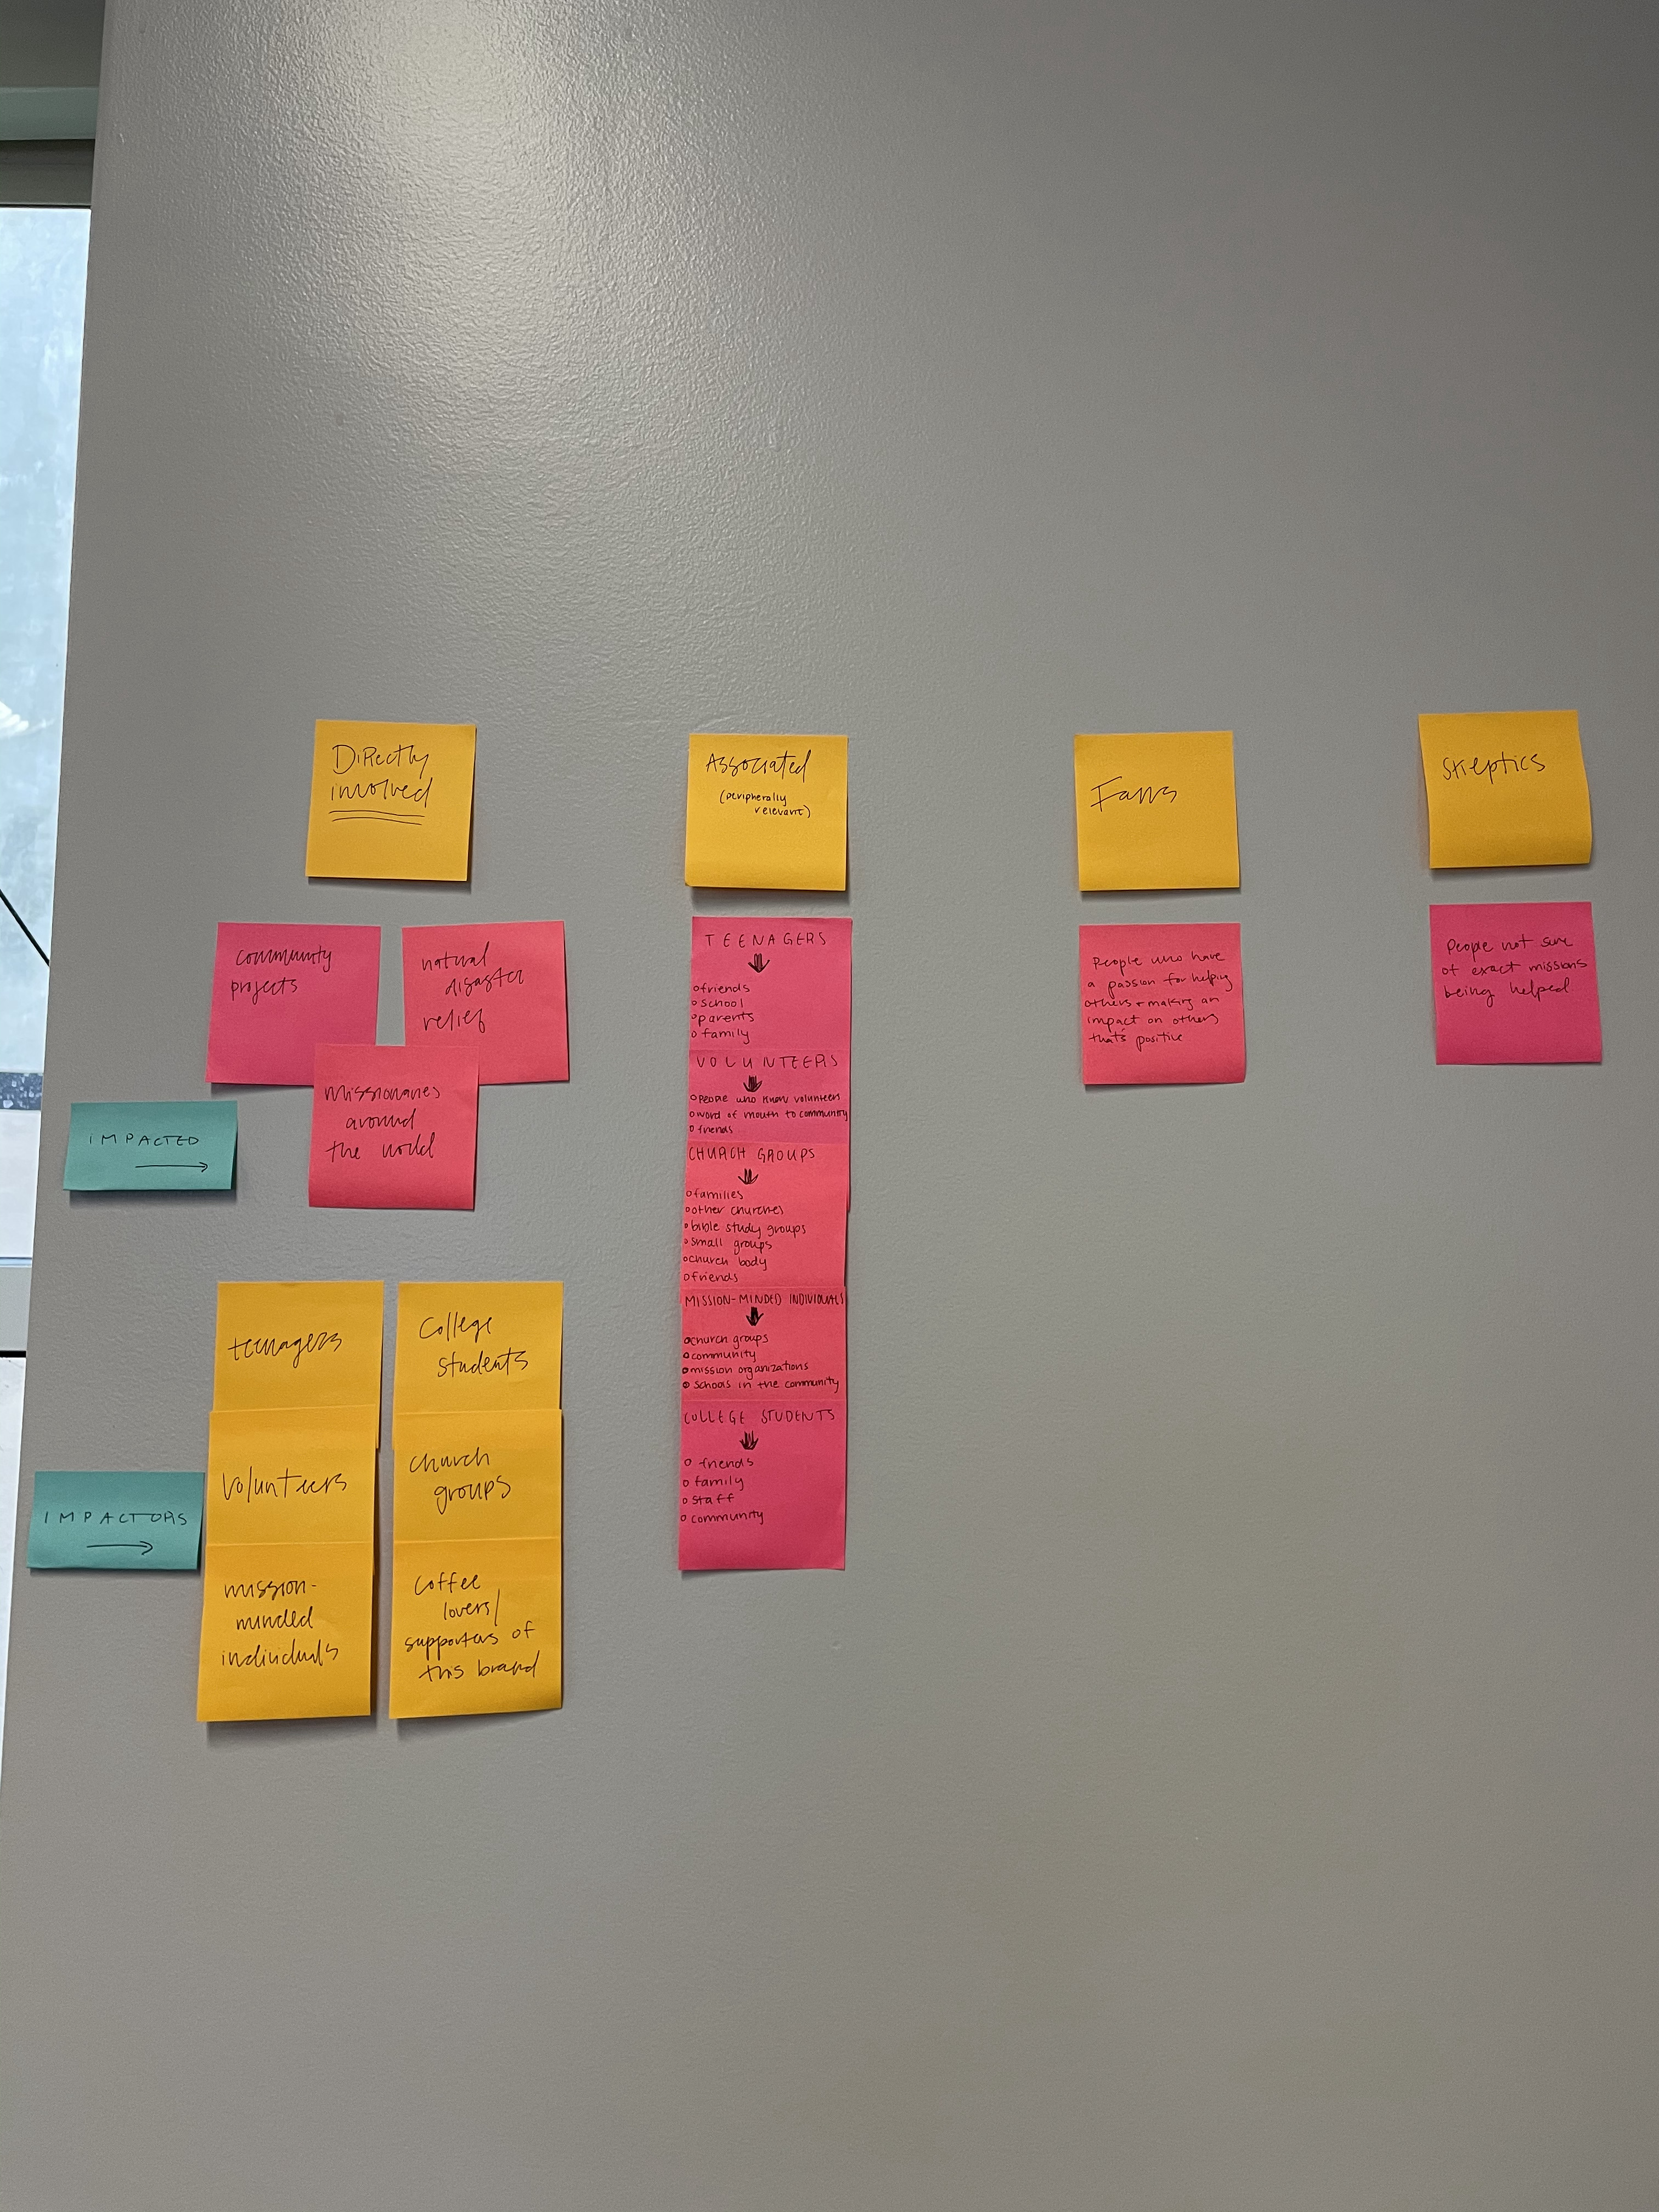 Directly
involved
Associated
(peripherally
relevant)
Fans
Skeptics
community
projects
natural
disaster
relief
missionaries
around
the world
IMPACTED
teenagers
College
students
Volunteers
church
groups
mission-
minded
individuals
Coffee
lovers/
supporters of
this brand
IMPACTORS
TEENAGERS
o friends
o school
o parents
o family
VOLUNTEERS
o people who know volunteers
o word of mouth to community
o friends
CHURCH GROUPS
o families
o other churches
o bible study groups
o small groups
o church body
o friends
MISSION-MINDED INDIVIDUALS
o church groups
o community
o mission organizations
o schools in the community
COLLEGE STUDENTS
o friends
o family
o staff
o community
People who have
a passion for helping
others + making an
impact on others
that's positive
People not sure
of exact missions
being helped